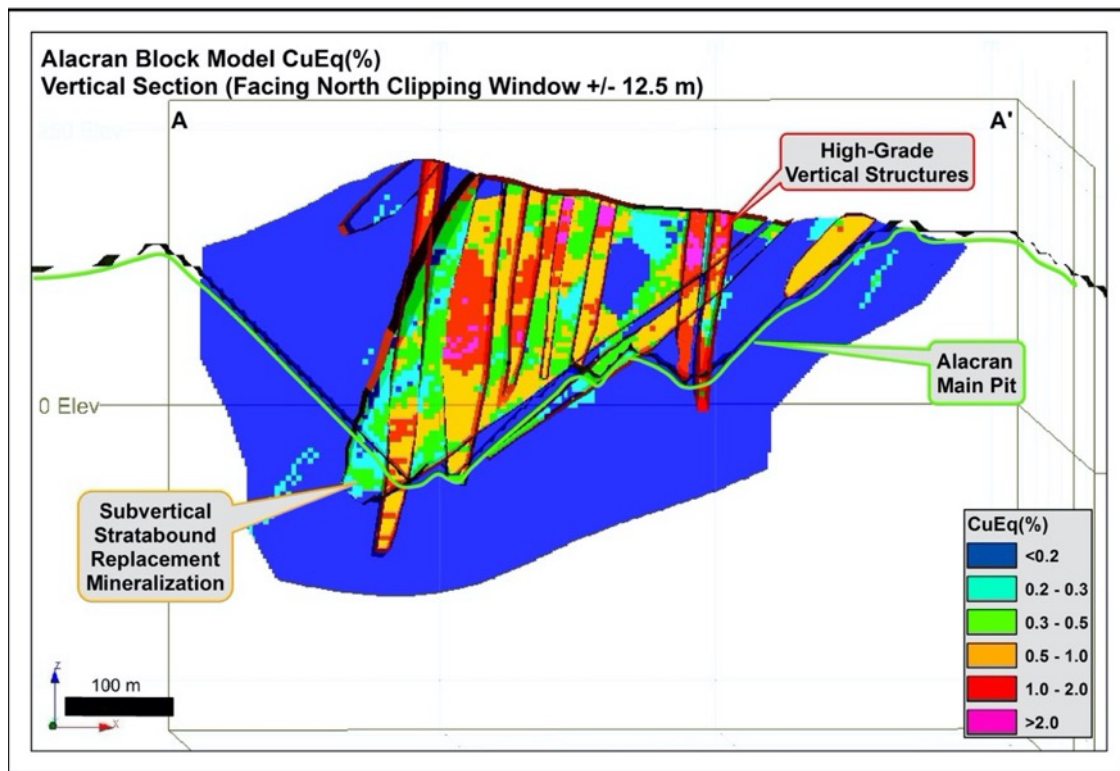 Alacran Block Model CuEq(%)
Vertical Section (Facing North Clipping Window +/- 12.5 m)
A
A'
250 Elev
High-Grade
Vertical Structures
Alacran
Main Pit
0 Elev
Subvertical
Stratabound
Replacement
Mineralization
CuEq(%)
<0.2
0.2 - 0.3
0.3 - 0.5
0.5 - 1.0
1.0 - 2.0
>2.0
z
x
100 m